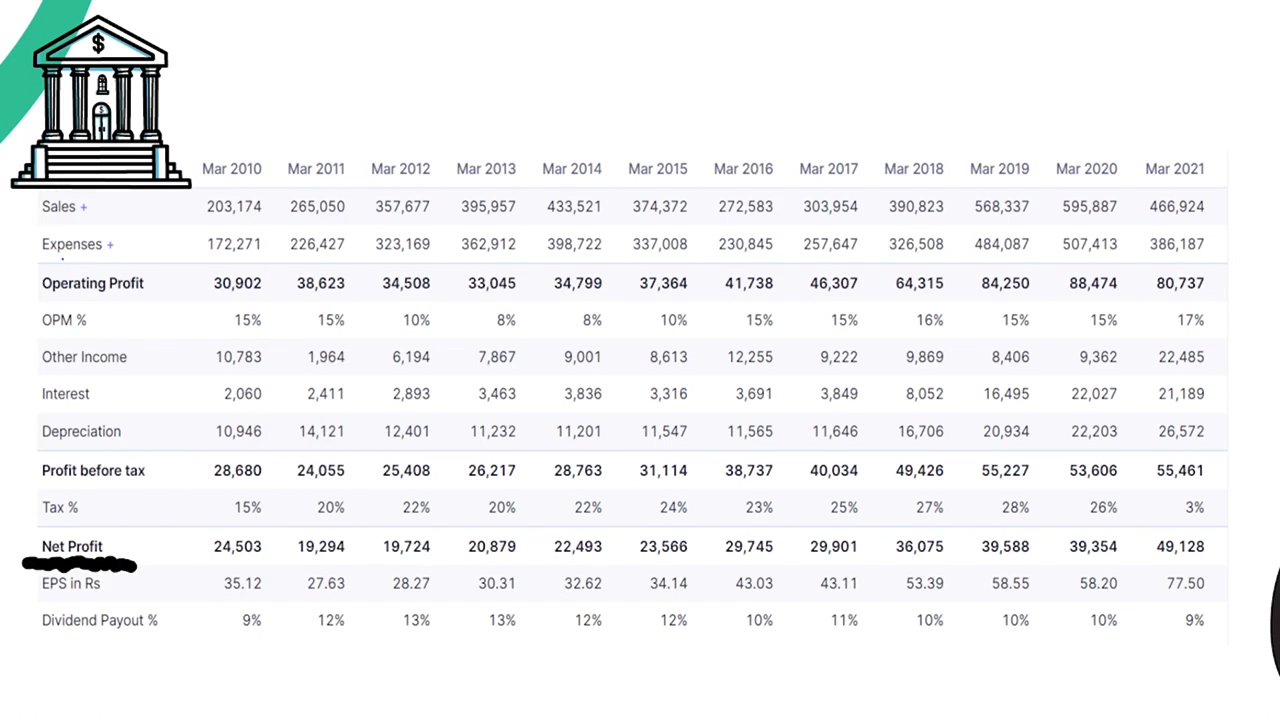 $
$
Mar 2010 Mar 2011 Mar 2012 Mar 2013 Mar 2014 Mar 2015 Mar 2016 Mar 2017 Mar 2018 Mar 2019 Mar 2020 Mar 2021
Sales + 203,174 265,050 357,677 395,957 433,521 374,372 272,583 303,954 390,823 568,337 595,887 466,924
Expenses + 172,271 226,427 323,169 362,912 398,722 337,008 230,845 257,647 326,508 484,087 507,413 386,187
Operating Profit 30,902 38,623 34,508 33,045 34,799 37,364 41,738 46,307 64,315 84,250 88,474 80,737
OPM % 15% 15% 10% 8% 8% 10% 15% 15% 16% 15% 15% 17%
Other Income 10,783 1,964 6,194 7,867 9,001 8,613 12,255 9,222 9,869 8,406 9,362 22,485
Interest 2,060 2,411 2,893 3,463 3,836 3,316 3,691 3,849 8,052 16,495 22,027 21,189
Depreciation 10,946 14,121 12,401 11,232 11,201 11,547 11,565 11,646 16,706 20,934 22,203 26,572
Profit before tax 28,680 24,055 25,408 26,217 28,763 31,114 38,737 40,034 49,426 55,227 53,606 55,461
Tax % 15% 20% 22% 20% 22% 24% 23% 25% 27% 28% 26% 3%
Net Profit 24,503 19,294 19,724 20,879 22,493 23,566 29,745 29,901 36,075 39,588 39,354 49,128
EPS in Rs 35.12 27.63 28.27 30.31 32.62 34.14 43.03 43.11 53.39 58.55 58.20 77.50
Dividend Payout % 9% 12% 13% 13% 12% 12% 10% 11% 10% 10% 10% 9%